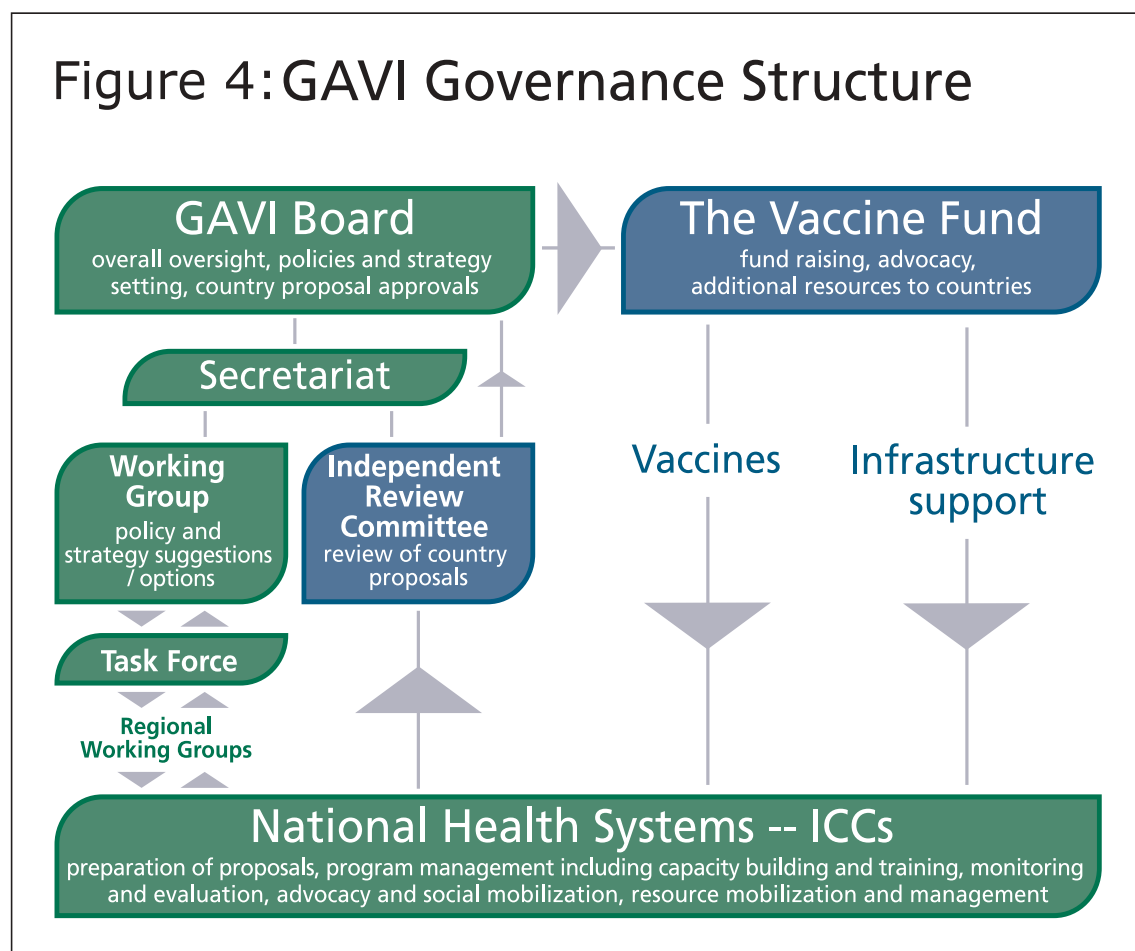 Figure 4: GAVI Governance Structure
GAVI Board
overall oversight, policies and strategy
setting, country proposal approvals
The Vaccine Fund
fund raising, advocacy,
additional resources to countries
Secretariat
Working
Group
policy and
strategy suggestions
/ options
Independent
Review
Committee
review of country
proposals
Vaccines
Infrastructure
support
Task Force
Regional
Working Groups
National Health Systems -- ICCs
preparation of proposals, program management including capacity building and training, monitoring
and evaluation, advocacy and social mobilization, resource mobilization and management